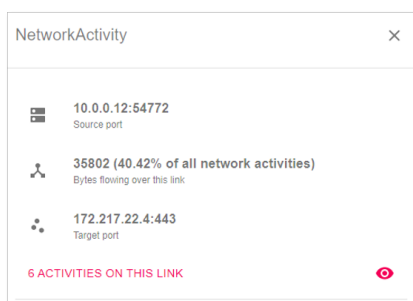 NetworkActivity
10.0.0.12:54772
Source port
35802 (40.42% of all network activities)
Bytes flowing over this link
172.217.22.4:443
Target port
6 ACTIVITIES ON THIS LINK